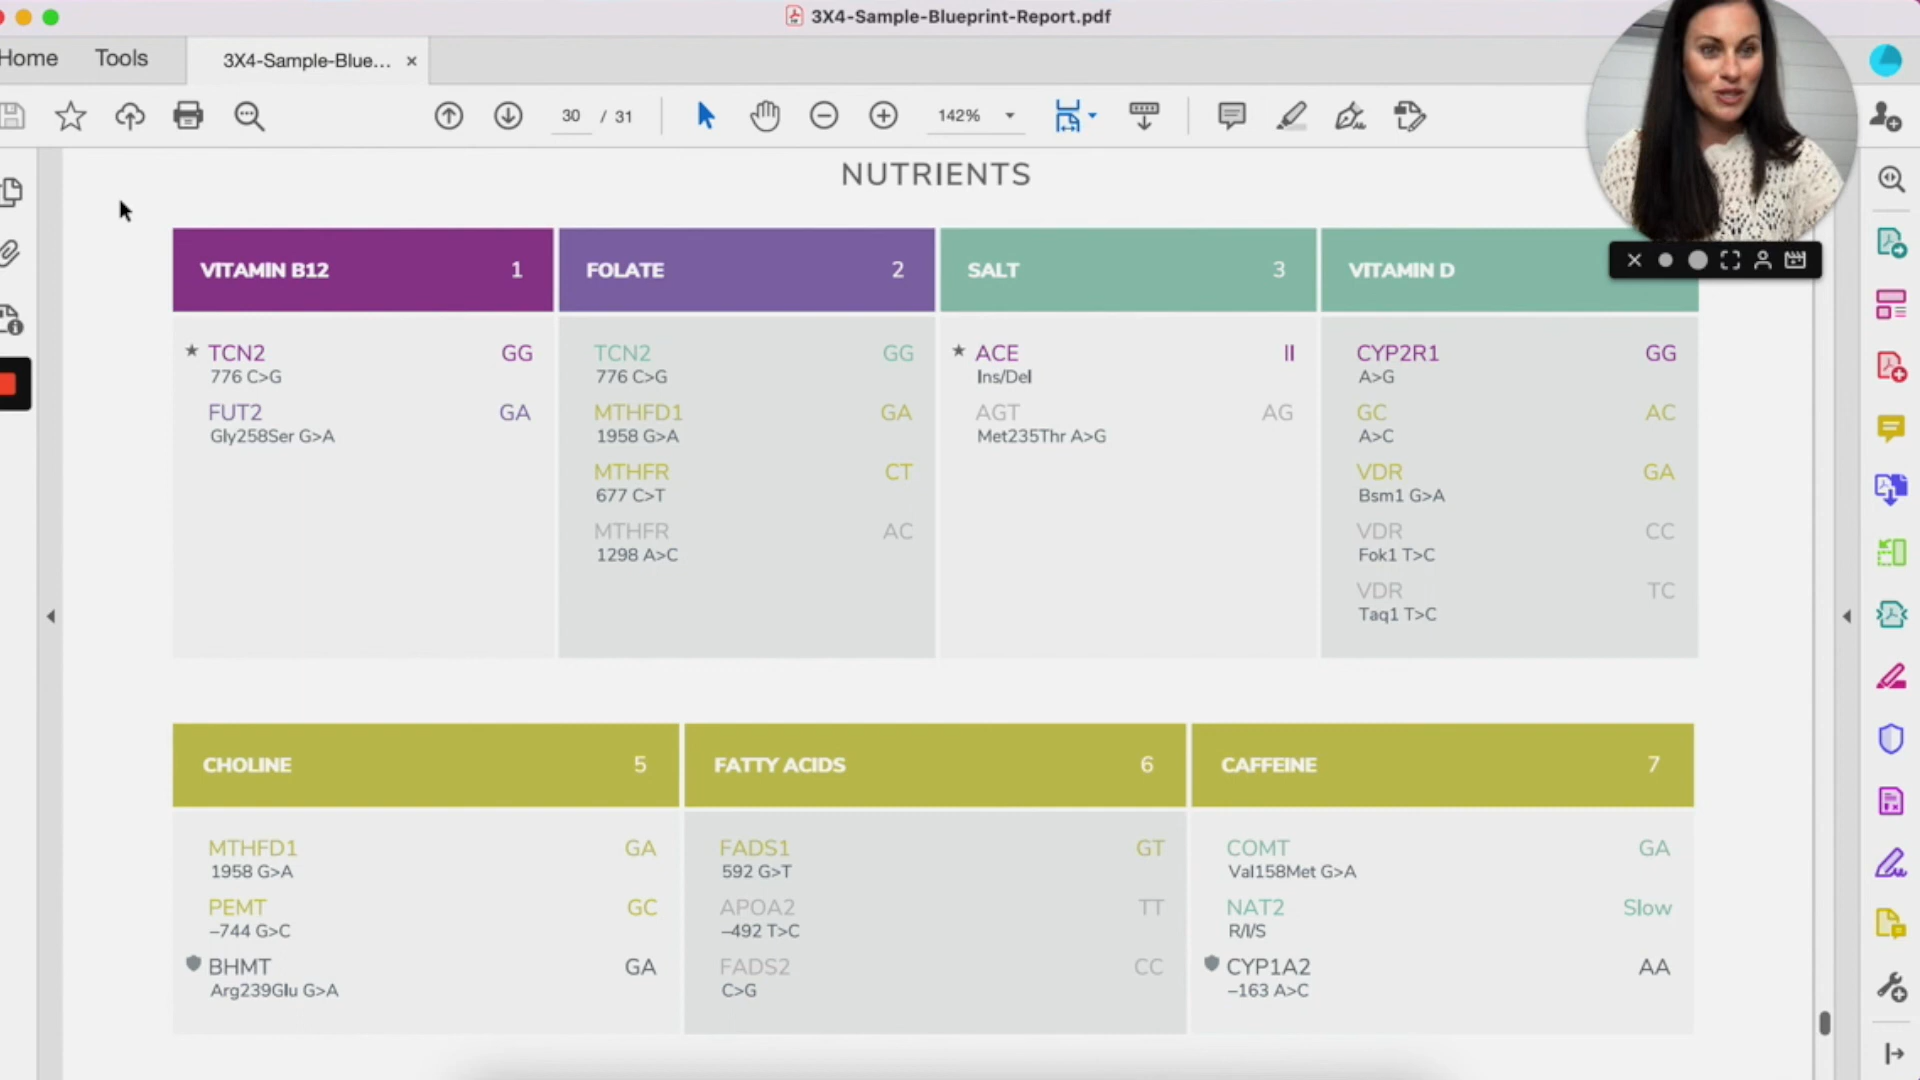 3X4-Sample-Blueprint-Report.pdf
Home Tools 3X4-Sample-Blue... ×
30 / 31 142%
NUTRIENTS
VITAMIN B12 1
TCN2 GG
776 C>G
FUT2 GA
Gly258Ser G>A
FOLATE 2
TCN2 GG
776 C>G
MTHFD1 GA
1958 G>A
MTHFR CT
677 C>T
MTHFR AC
1298 A>C
SALT 3
ACE II
Ins/Del
AGT AG
Met235Thr A>G
VITAMIN D
CYP2R1 GG
A>G
GC AC
A>C
VDR GA
Bsm1 G>A
VDR CC
Fok1 T>C
VDR TC
Taq1 T>C
CHOLINE 5
MTHFD1 GA
1958 G>A
PEMT GC
–744 G>C
BHMT GA
Arg239Glu G>A
FATTY ACIDS 6
FADS1 GT
592 G>T
APOA2 TT
–492 T>C
FADS2 CC
C>G
CAFFEINE 7
COMT GA
Val158Met G>A
NAT2 Slow
R/I/S
CYP1A2 AA
–163 A>C